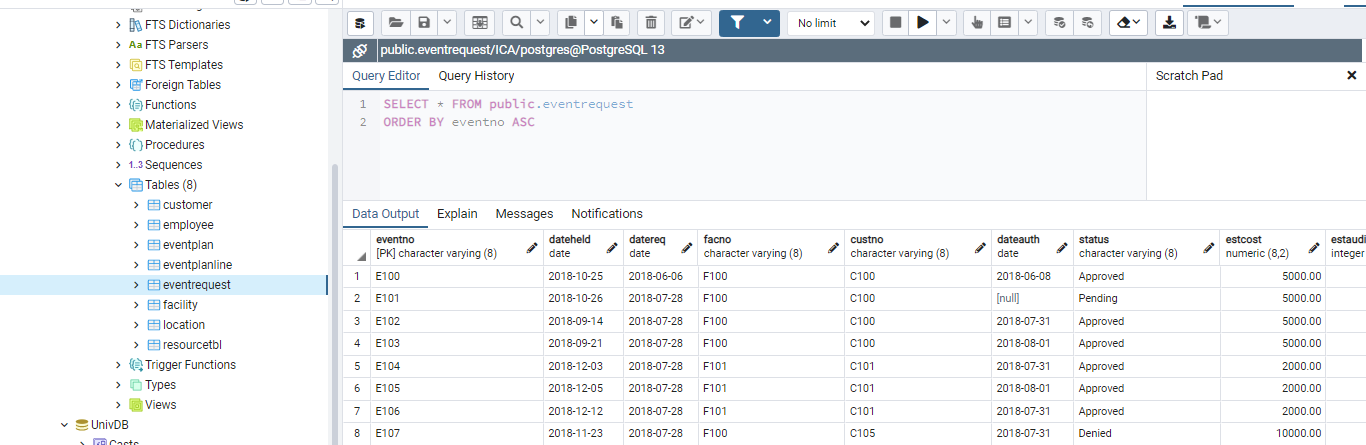 FTS Dictionaries
Aa FTS Parsers
FTS Templates
Foreign Tables
Functions
Materialized Views
Procedures
1..3 Sequences
Tables (8)
customer
employee
eventplan
eventplanline
eventrequest
facility
location
resourcetbl
Trigger Functions
Types
Views
UnivDB
Casts
No limit
public.eventrequest/ICA/postgres@PostgreSQL 13
Query Editor Query History
Scratch Pad
1 SELECT * FROM public.eventrequest
2 ORDER BY eventno ASC
Data Output Explain Messages Notifications
eventno dateheld datereq facno custno dateauth status estcost estaudi
[PK] character varying (8) date date character varying (8) character varying (8) date character varying (8) numeric (8,2) integer
1 E100 2018-10-25 2018-06-06 F100 C100 2018-06-08 Approved 5000.00
2 E101 2018-10-26 2018-07-28 F100 C100 [null] Pending 5000.00
3 E102 2018-09-14 2018-07-28 F100 C100 2018-07-31 Approved 5000.00
4 E103 2018-09-21 2018-07-28 F100 C100 2018-08-01 Approved 5000.00
5 E104 2018-12-03 2018-07-28 F101 C101 2018-07-31 Approved 2000.00
6 E105 2018-12-05 2018-07-28 F101 C101 2018-08-01 Approved 2000.00
7 E106 2018-12-12 2018-07-28 F101 C101 2018-07-31 Approved 2000.00
8 E107 2018-11-23 2018-07-28 F100 C105 2018-07-31 Denied 10000.00